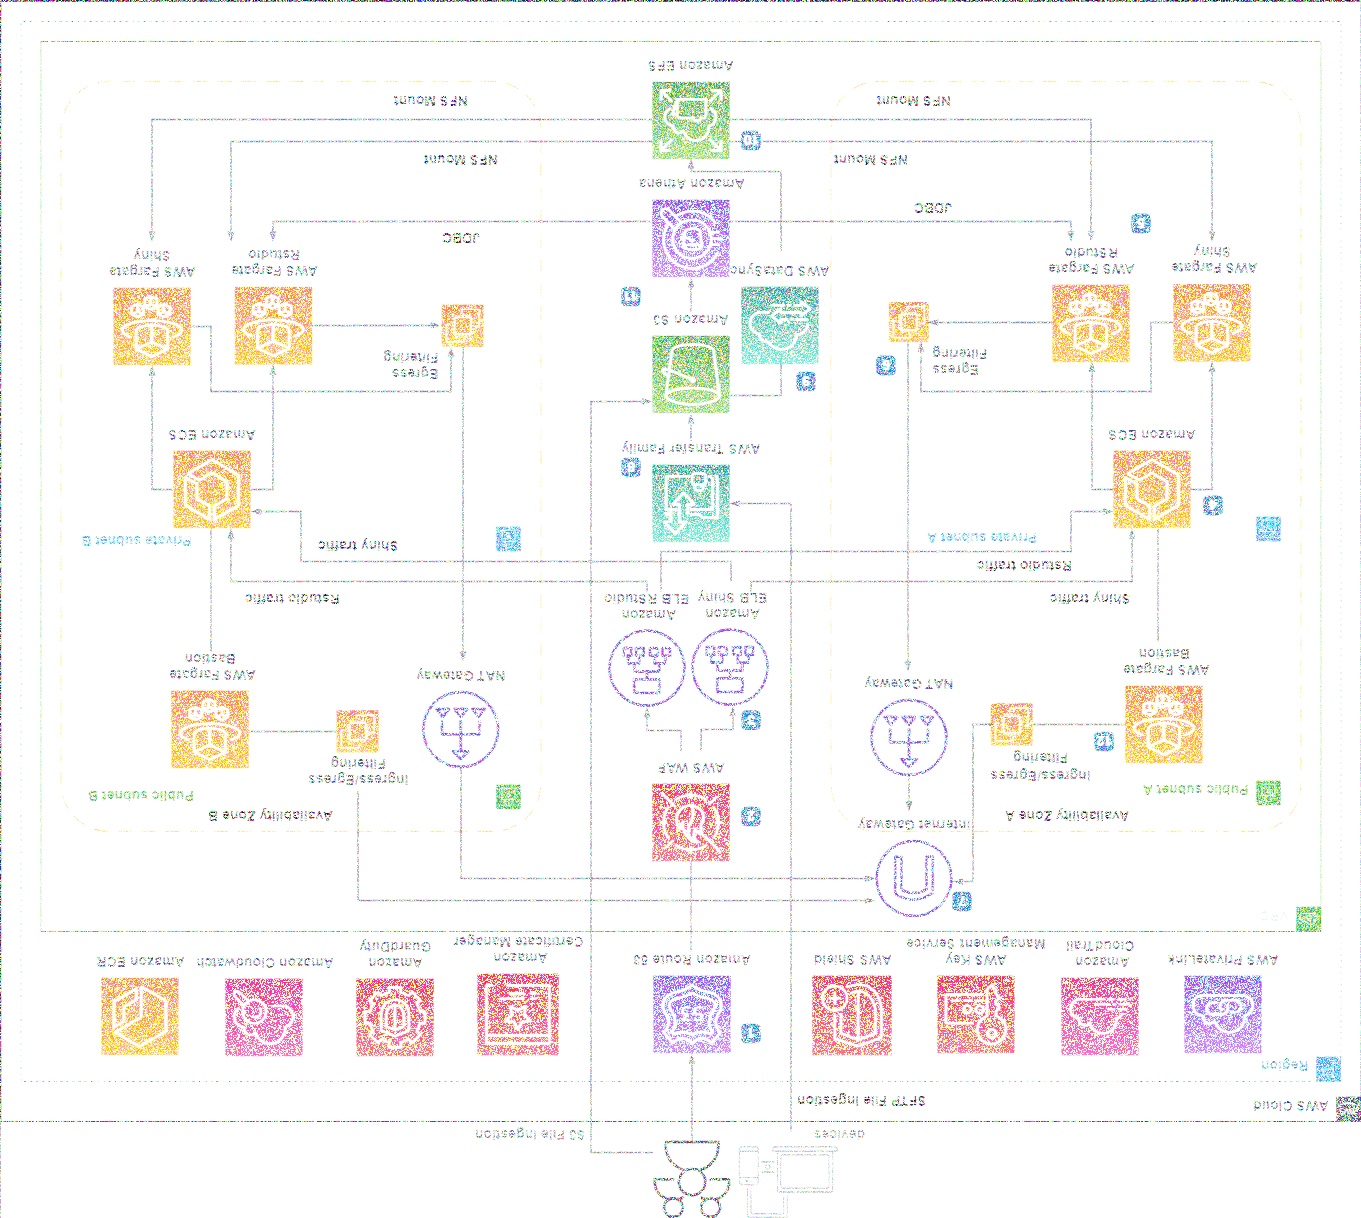 devices
S3 File Ingestion
SFTP File Ingestion
AWS Cloud
Region
AWS PrivateLink
Amazon
CloudTrail
AWS Key
Management Service
AWS Shield
Amazon Route 53
Amazon
Certificate Manager
Amazon
GuardDuty
Amazon Cloudwatch
Amazon ECR
Internet Gateway
Availability Zone A
Availability Zone B
Public subnet A
Public subnet B
AWS WAF
Ingress/Egress
Filtering
Ingress/Egress
Filtering
NAT Gateway
NAT Gateway
AWS Fargate
Bastion
AWS Fargate
Bastion
Amazon
ELB Shiny
Amazon
ELB RStudio
Shiny traffic
Rstudio traffic
Rstudio traffic
Shiny traffic
Private subnet A
Private subnet B
AWS Transfer Family
Amazon ECS
Amazon ECS
Egress
Filtering
Egress
Filtering
Amazon S3
AWS DataSync
AWS Fargate
Shiny
AWS Fargate
RStudio
AWS Fargate
Rstudio
AWS Fargate
Shiny
JDBC
JDBC
Amazon Athena
NFS Mount
NFS Mount
NFS Mount
NFS Mount
Amazon EFS